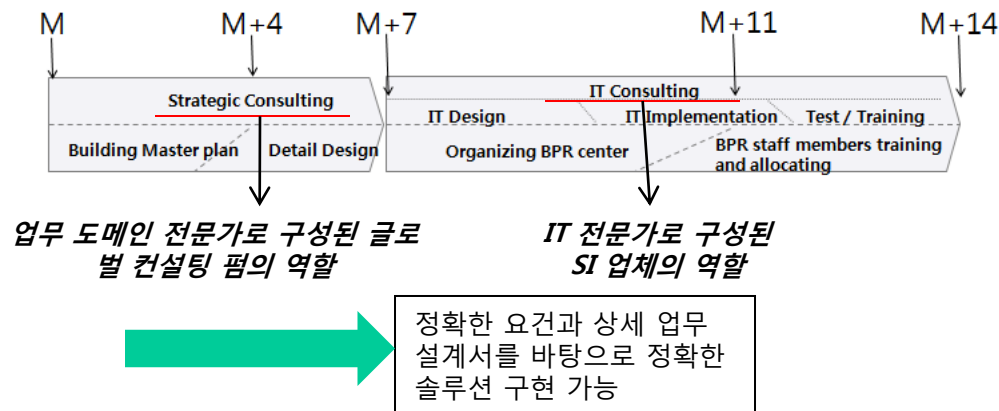 M M+4 M+7 M+11 M+14
Strategic Consulting
Building Master plan Detail Design
IT Consulting
IT Design IT Implementation Test / Training
Organizing BPR center
BPR staff members training
and allocating
업무 도메인 전문가로 구성된 글로
벌 컨설팅 펌의 역할
IT 전문가로 구성된
SI 업체의 역할
정확한 요건과 상세 업무
설계서를 바탕으로 정확한
솔루션 구현 가능